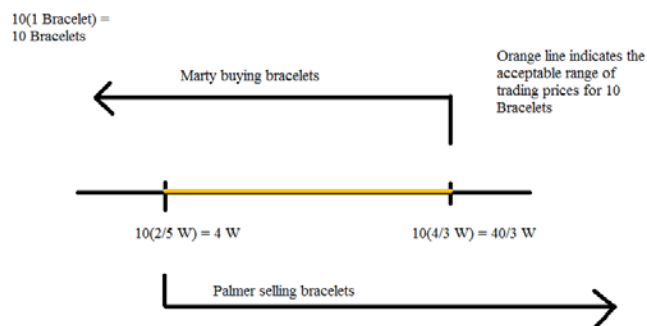 10(1 Bracelet) =
10 Bracelets
Orange line indicates the
acceptable range of
trading prices for 10
Bracelets
Marty buying bracelets
10(2/5 W) = 4 W
10(4/3 W) = 40/3 W
Palmer selling bracelets